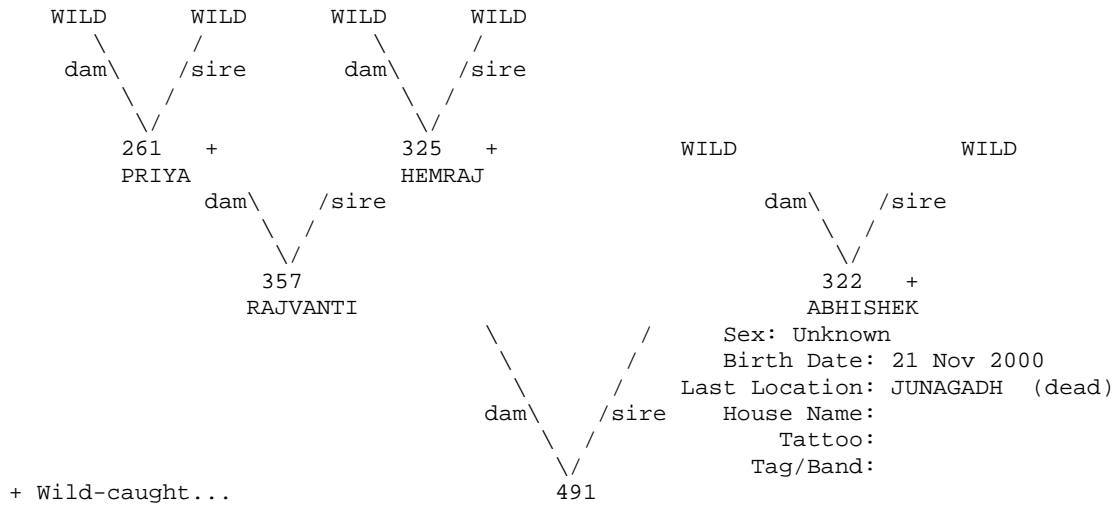 WILD WILD WILD WILD
\ / \ /
dam\ /sire dam\ /sire
\ / \ /
\/ \/
261 + 325 + WILD WILD
PRIYA HEMRAJ
dam\ /sire dam\ /sire
\ / \ /
\/ \/
357 322 +
RAJVANTI ABHISHEK
\ / Sex: Unknown
\ / Birth Date: 21 Nov 2000
\ / Last Location: JUNAGADH (dead)
dam\ /sire House Name:
\ / Tattoo:
\/ Tag/Band:
+ Wild-caught... 491